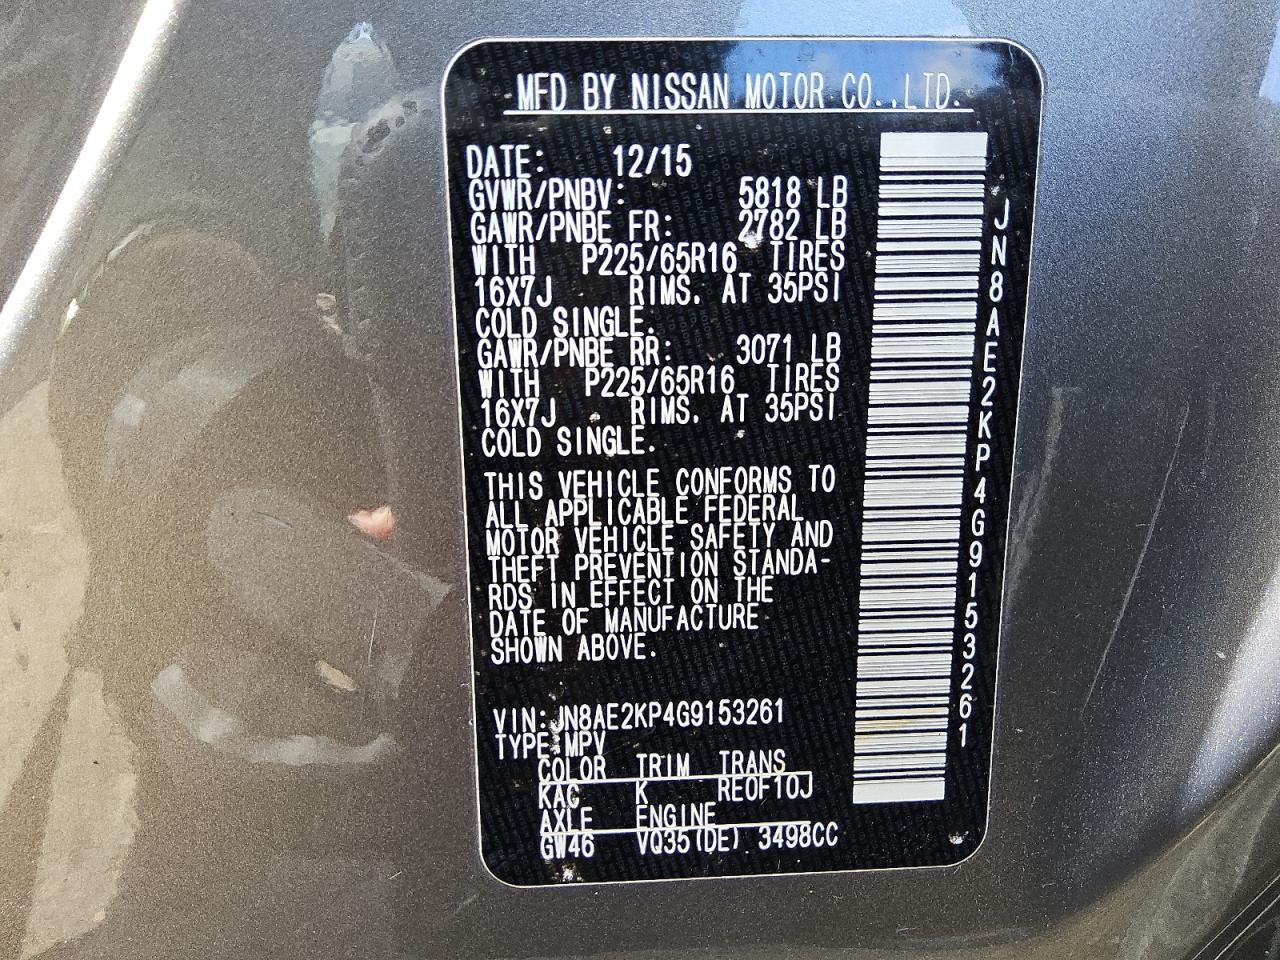 MFD BY NISSAN MOTOR CO.,LTD.
DATE: 12/15
GVWR/PNBV: 5818 LB
GAWR/PNBE FR: 2782 LB
WITH P225/65R16 TIRES
16X7J RIMS. AT 35PSI
COLD SINGLE.
GAWR/PNBE RR: 3071 LB
WITH P225/65R16 TIRES
16X7J RIMS. AT 35PSI
COLD SINGLE.
THIS VEHICLE CONFORMS TO
ALL APPLICABLE FEDERAL
MOTOR VEHICLE SAFETY AND
THEFT PREVENTION STANDA-
RDS IN EFFECT ON THE
DATE OF MANUFACTURE
SHOWN ABOVE.
VIN:JN8AE2KP4G9153261
TYPE:MPV
COLOR TRIM TRANS
KAC K RE0F10J
AXLE ENGINE
GW46 VQ35(DE) 3498CC
JN8AE2KP4G9153261